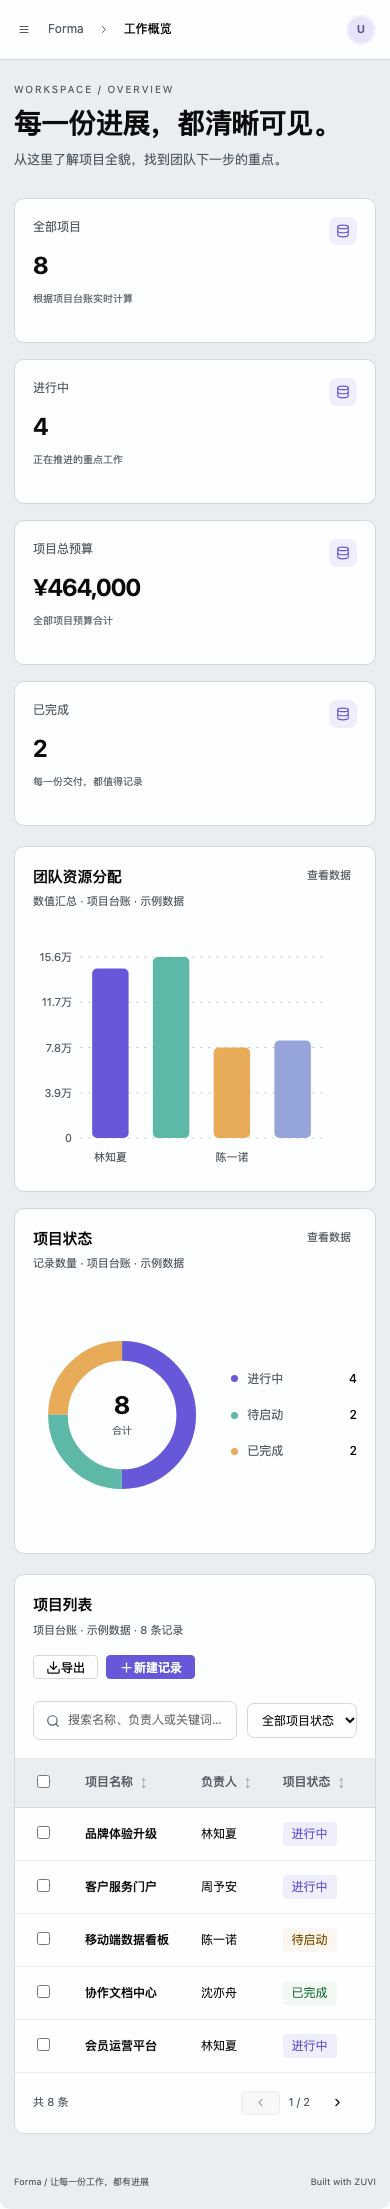 Forma > 工作概览
U
WORKSPACE / OVERVIEW
每一份进展，都清晰可见。
从这里了解项目全貌，找到团队下一步的重点。
全部项目
8
根据项目台账实时计算
进行中
4
正在推进的重点工作
项目总预算
¥464,000
全部项目预算合计
已完成
2
每一份交付，都值得记录
团队资源分配
查看数据
数值汇总 · 项目台账 · 示例数据
15.6万
11.7万
7.8万
3.9万
0
林知夏 陈一诺
项目状态
查看数据
记录数量 · 项目台账 · 示例数据
8
合计
进行中 4
待启动 2
已完成 2
项目列表
项目台账 · 示例数据 · 8 条记录
导出
新建记录
搜索名称、负责人或关键词...
全部项目状态
项目名称 负责人 项目状态
品牌体验升级 林知夏 进行中
客户服务门户 周予安 进行中
移动端数据看板 陈一诺 待启动
协作文档中心 沈亦舟 已完成
会员运营平台 林知夏 进行中
共 8 条
1 / 2
Forma / 让每一份工作，都有进展
Built with ZUVI